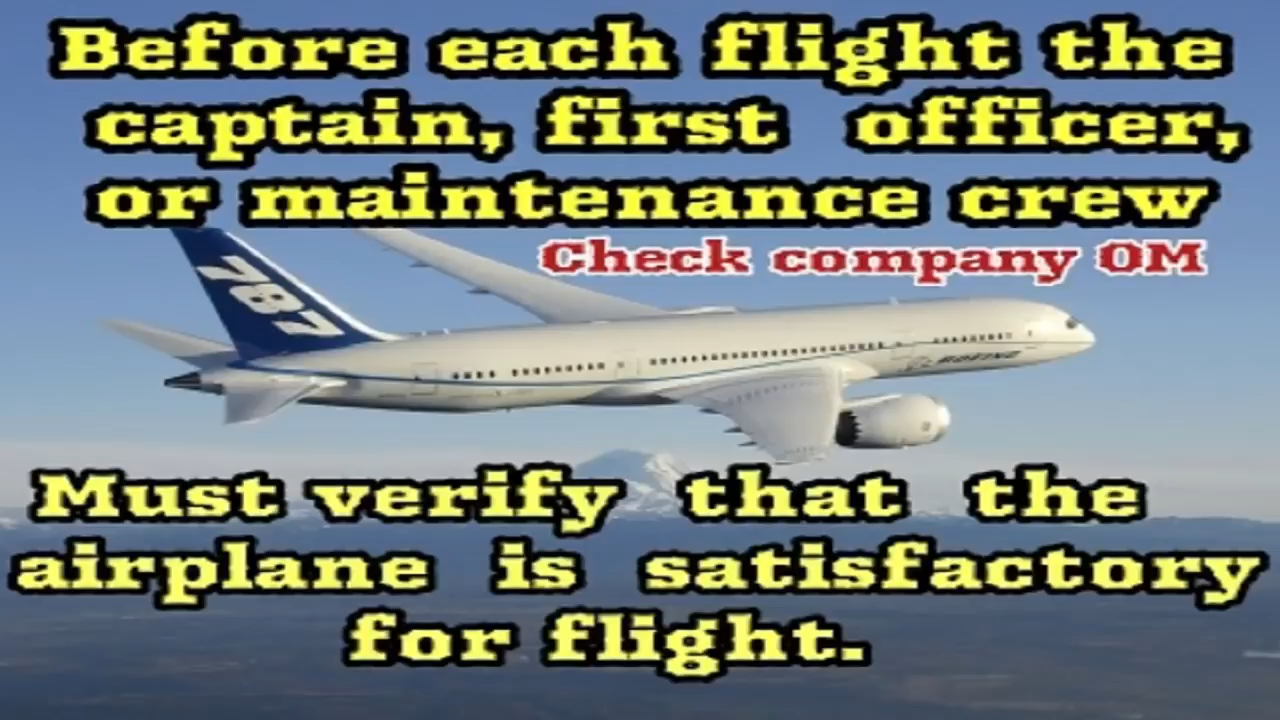 Before each flight the
captain, first officer,
or maintenance crew
Check company OM
787
BOEING
Must verify that the
airplane is satisfactory
for flight.